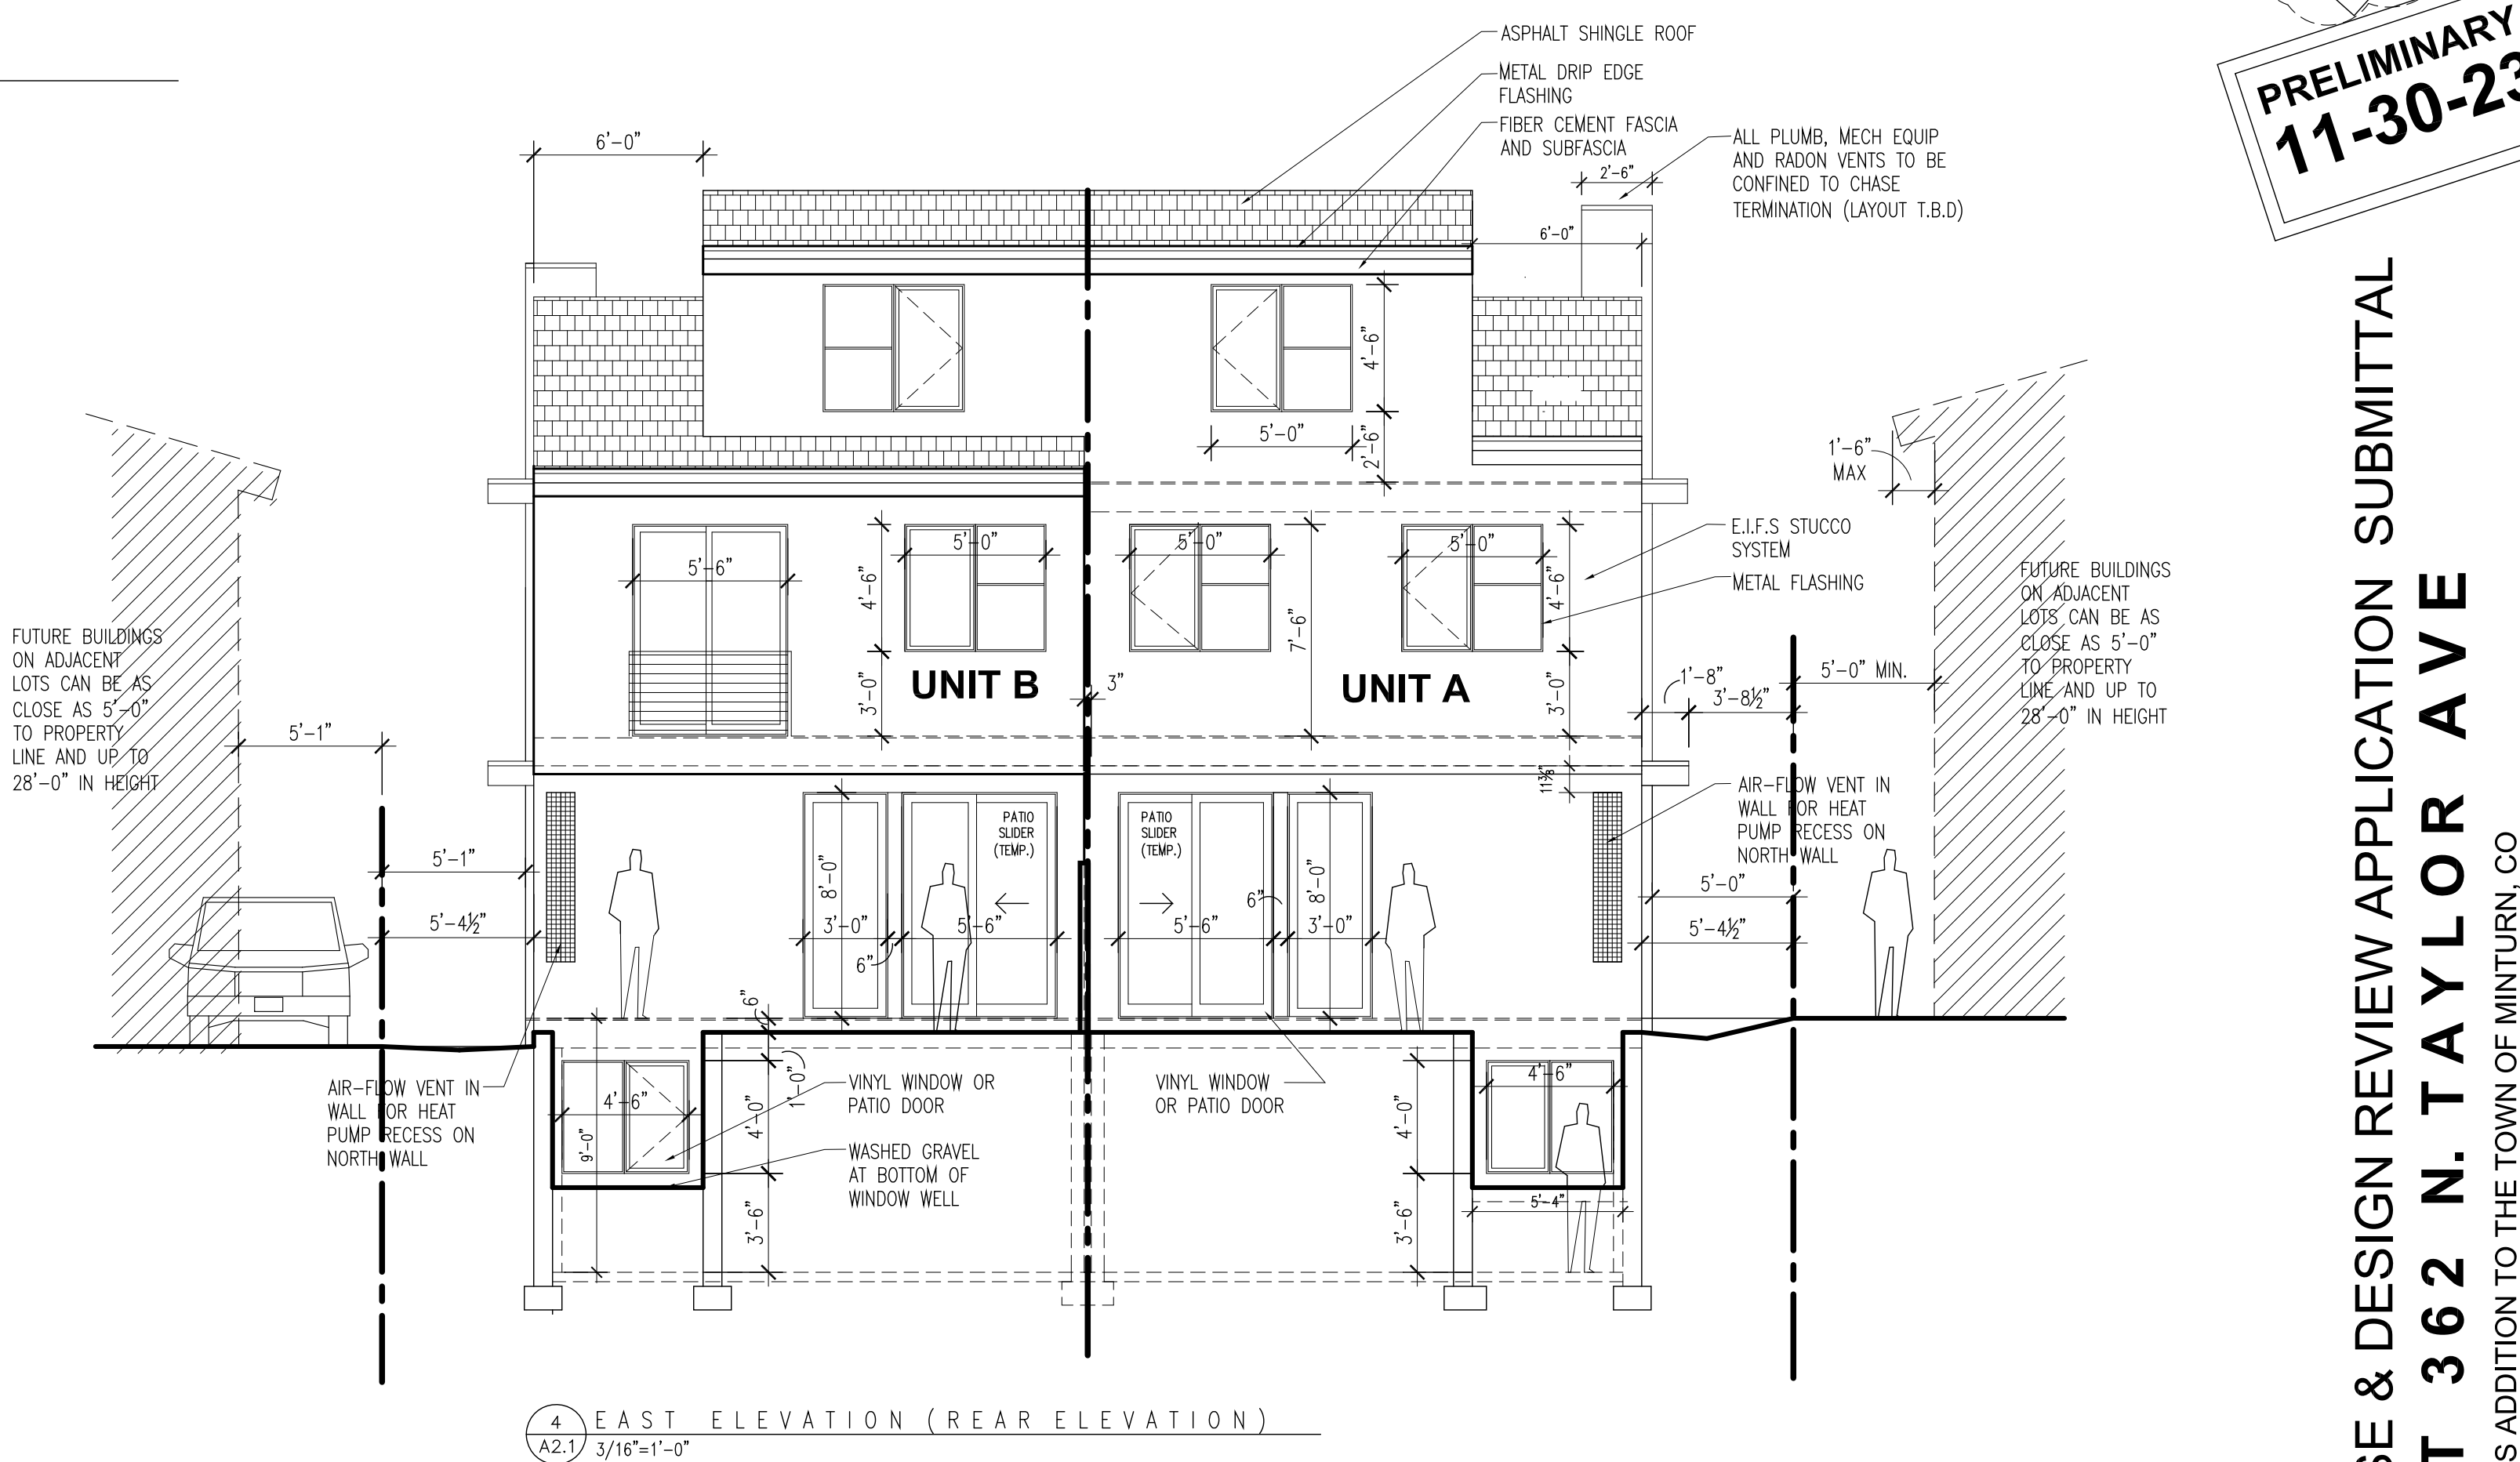 ASPHALT SHINGLE ROOF
METAL DRIP EDGE
FLASHING
FIBER CEMENT FASCIA
AND SUBFASCIA
ALL PLUMB, MECH EQUIP
AND RADON VENTS TO BE
CONFINED TO CHASE
TERMINATION (LAYOUT T.B.D)
PRELIMINARY
11-30-23
6'-0"
2'-6"
6'-0"
4'-6"
5'-0"
2'-6"
1'-6"
MAX
E.I.F.S STUCCO
SYSTEM
METAL FLASHING
5'-6"
4'-6"
5'-0"
5'-0"
5'-0"
4'-6"
7'-6"
3'-0"
UNIT B
3"
UNIT A
3'-0"
1'-8"
3'-8½"
5'-0" MIN.
FUTURE BUILDINGS
ON ADJACENT
LOTS CAN BE AS
CLOSE AS 5'-0"
TO PROPERTY
LINE AND UP TO
28'-0" IN HEIGHT
FUTURE BUILDINGS
ON ADJACENT
LOTS CAN BE AS
CLOSE AS 5'-0"
TO PROPERTY
LINE AND UP TO
28'-0" IN HEIGHT
5'-1"
5'-1"
5'-4½"
11⅞"
AIR-FLOW VENT IN
WALL FOR HEAT
PUMP RECESS ON
NORTH WALL
PATIO
SLIDER
(TEMP.)
PATIO
SLIDER
(TEMP.)
8'-0"
3'-0"
6"
5'-6"
5'-6"
6"
8'-0"
3'-0"
5'-0"
5'-4½"
6"
1'-0"
AIR-FLOW VENT IN
WALL FOR HEAT
PUMP RECESS ON
NORTH WALL
4'-6"
9'-0"
4'-0"
3'-6"
VINYL WINDOW OR
PATIO DOOR
WASHED GRAVEL
AT BOTTOM OF
WINDOW WELL
VINYL WINDOW
OR PATIO DOOR
4'-0"
3'-6"
4'-6"
5'-4"
4
A2.1
EAST ELEVATION (REAR ELEVATION)
3/16"=1'-0"
SE & DESIGN REVIEW APPLICATION SUBMITTAL
T 362 N. TAYLOR AVE
S ADDITION TO THE TOWN OF MINTURN, CO